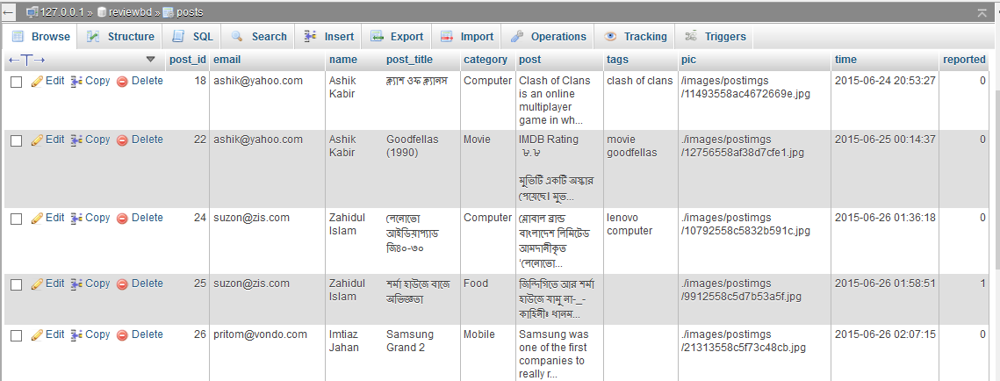 127.0.0.1 » reviewbd » posts
Browse Structure SQL Search Insert Export Import Operations Tracking Triggers
post_id email name post_title category post tags pic time reported
Edit Copy Delete 18 ashik@yahoo.com Ashik Kabir ক্ল্যাশ ওফ ক্ল্যানস Computer Clash of Clans is an online multiplayer game in wh... clash of clans /images/postimgs/11493558ac4672669e.jpg 2015-06-24 20:53:27 0
Edit Copy Delete 22 ashik@yahoo.com Ashik Kabir Goodfellas (1990) Movie IMDB Rating ৮.৮ মুভিটি একটি অস্কার পেয়েছে। মুভ... movie goodfellas ./images/postimgs/12756558af38d7cfe1.jpg 2015-06-25 00:14:37 0
Edit Copy Delete 24 suzon@zis.com Zahidul Islam লেনোভো আইডিয়াপ্যাড জি৪০-৩০ Computer গ্লোবাল ব্রান্ড বাংলাদেশ লিমিটেড আমদানীকৃত ‘লেনোভো... lenovo computer ./images/postimgs/10792558c5832b591c.jpg 2015-06-26 01:36:18 0
Edit Copy Delete 25 suzon@zis.com Zahidul Islam শর্মা হাউজে বাজে অভিজ্ঞতা Food জিন্দিগিতে আর শর্মা হাউজে যামু না-_- কাহিনীঃ ধানম... ./images/postimgs/9912558c5d7b53a5f.jpg 2015-06-26 01:58:51 1
Edit Copy Delete 26 pritom@vondo.com Imtiaz Jahan Samsung Grand 2 Mobile Samsung was one of the first companies to really r... ./images/postimgs/21313558c5f73c48cb.jpg 2015-06-26 02:07:15 0